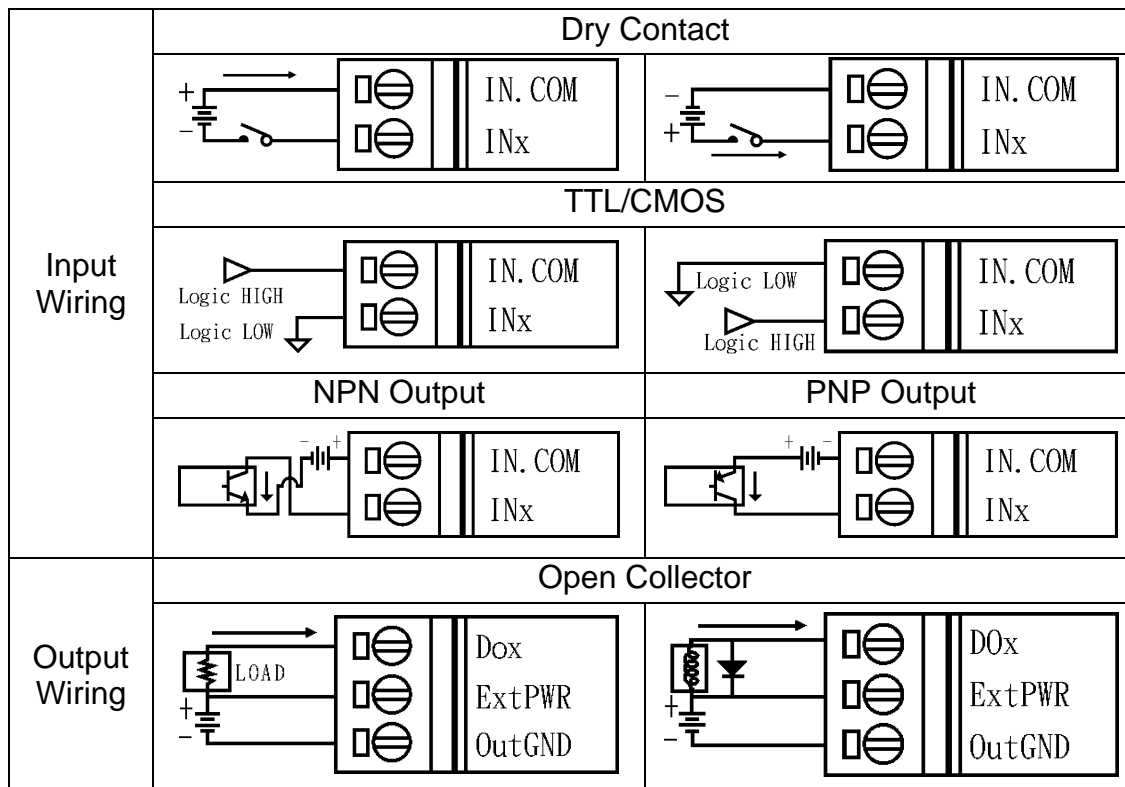 Dry Contact
+
-
IN.COM
INx
-
+
IN.COM
INx
Input
Wiring
TTL/CMOS
Logic HIGH
Logic LOW
IN.COM
INx
Logic LOW
Logic HIGH
IN.COM
INx
NPN Output
PNP Output
- +
IN.COM
INx
+ -
IN.COM
INx
Output
Wiring
Open Collector
LOAD
+
-
Dox
ExtPWR
OutGND
+
-
DOx
ExtPWR
OutGND